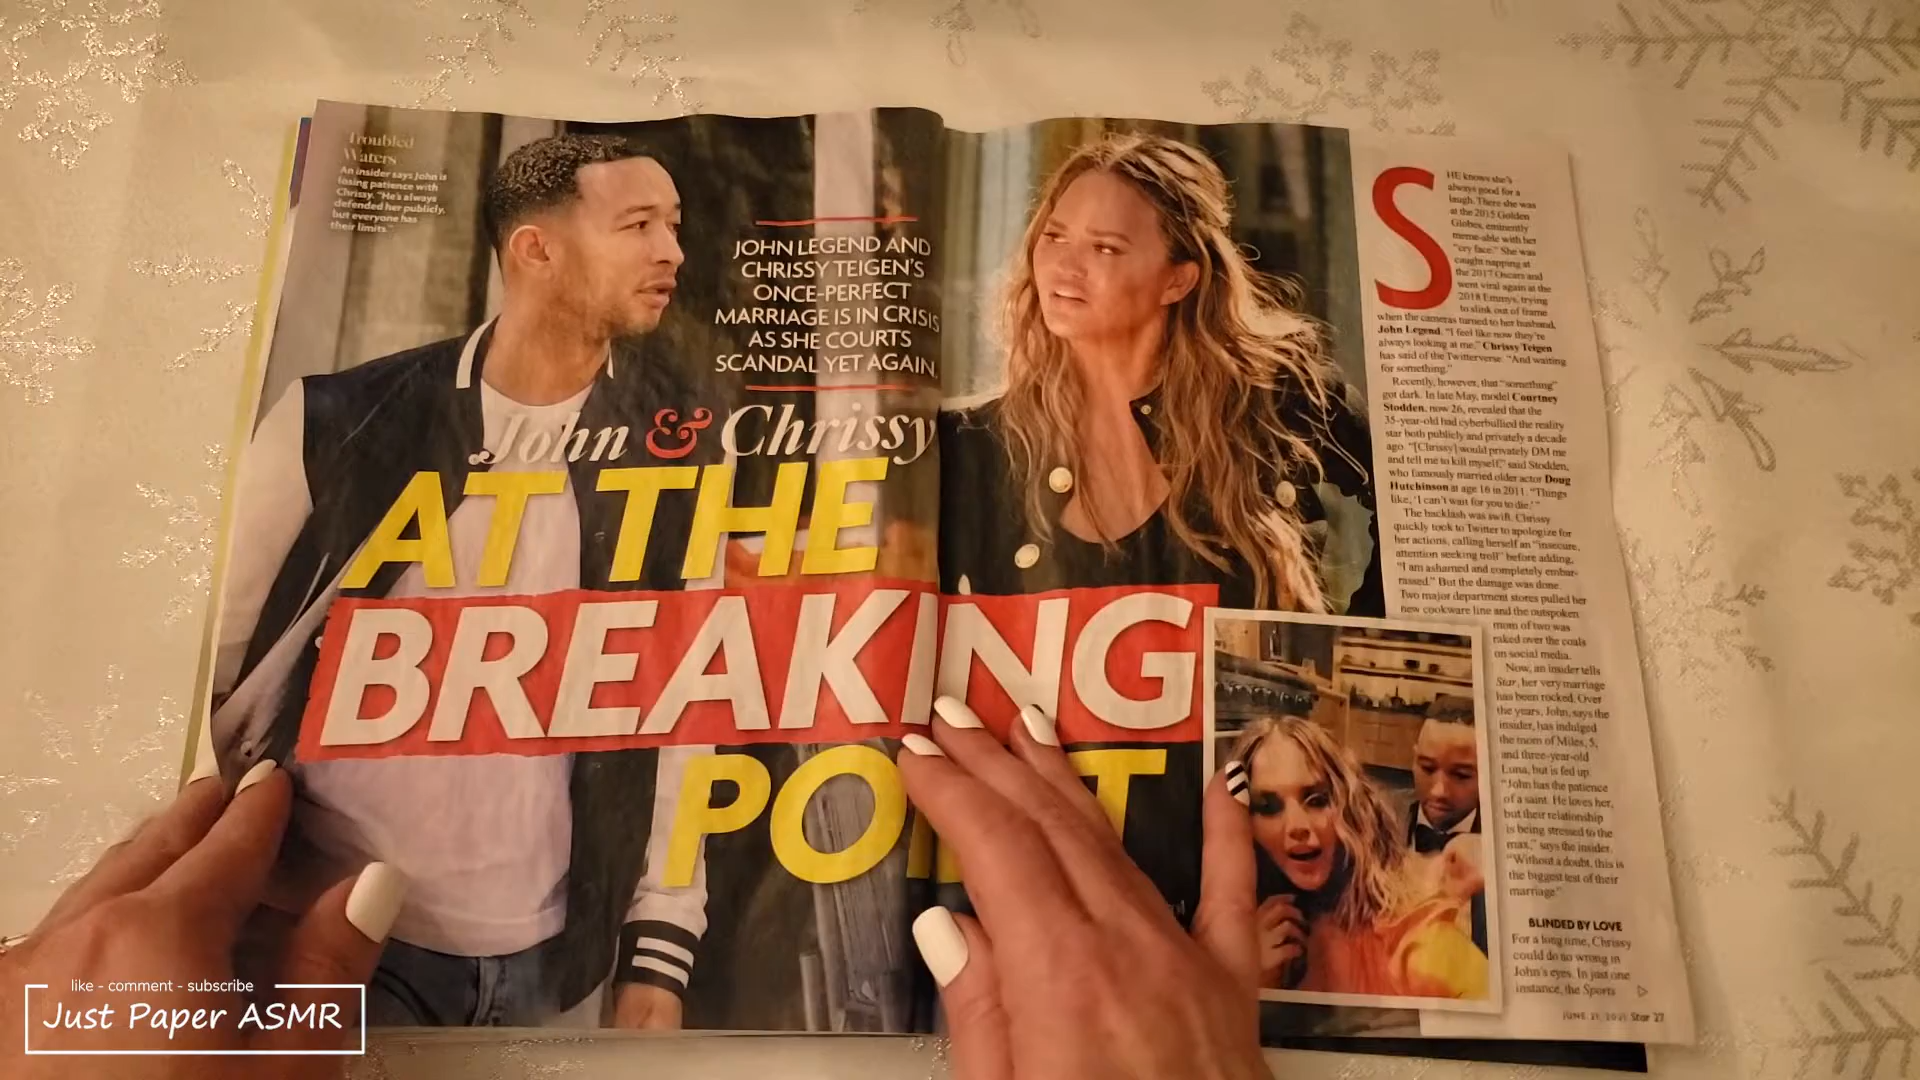 Troubled
Waters
An insider says John is
losing patience with
Chrissy. "He's always
defended her publicly,
but everyone has
their limits."
JOHN LEGEND AND
CHRISSY TEIGEN'S
ONCE-PERFECT
MARRIAGE IS IN CRISIS
AS SHE COURTS
SCANDAL YET AGAIN.
John & Chrissy
AT THE
BREAKING
SHE knows she's
always good for a
laugh. There she was
at the 2015 Golden
Globes, eminently
meme-able with her
"cry face." She was
caught napping at
the 2017 Oscars and
went viral again at the
2018 Emmys, trying
to slink out of frame
when the cameras turned to her husband,
John Legend. "I feel like now they're
always looking at me," Chrissy Teigen
has said of the Twitterverse. "And waiting
for something."
Recently, however, that "something"
got dark. In late May, model Courtney
Stodden, now 26, revealed that the
35-year-old had cyberbullied the reality
star both publicly and privately a decade
ago. "[Chrissy] would privately DM me
and tell me to kill myself," said Stodden,
who famously married older actor Doug
Hutchinson at age 16 in 2011. "Things
like, 'I can't wait for you to die.'"
The backlash was swift. Chrissy
quickly took to Twitter to apologize for
her actions, calling herself an "insecure,
attention seeking troll" before adding,
"I am ashamed and completely embar-
rassed." But the damage was done.
Two major department stores pulled her
new cookware line and the outspoken
mom of two was
raked over the coals
on social media.
Now, an insider tells
Star, her very marriage
has been rocked. Over
the years, John, says the
insider, has indulged
the mom of Miles, 5,
and three-year-old
Luna, but is fed up.
"John has the patience
of a saint. He loves her,
but their relationship
is being stressed to the
max," says the insider.
"Without a doubt, this is
the biggest test of their
marriage."
BLINDED BY LOVE
For a long time, Chrissy
could do no wrong in
John's eyes. In just one
instance, the Sports
JUNE 21, 2021 Star 27
like - comment - subscribe
Just Paper ASMR